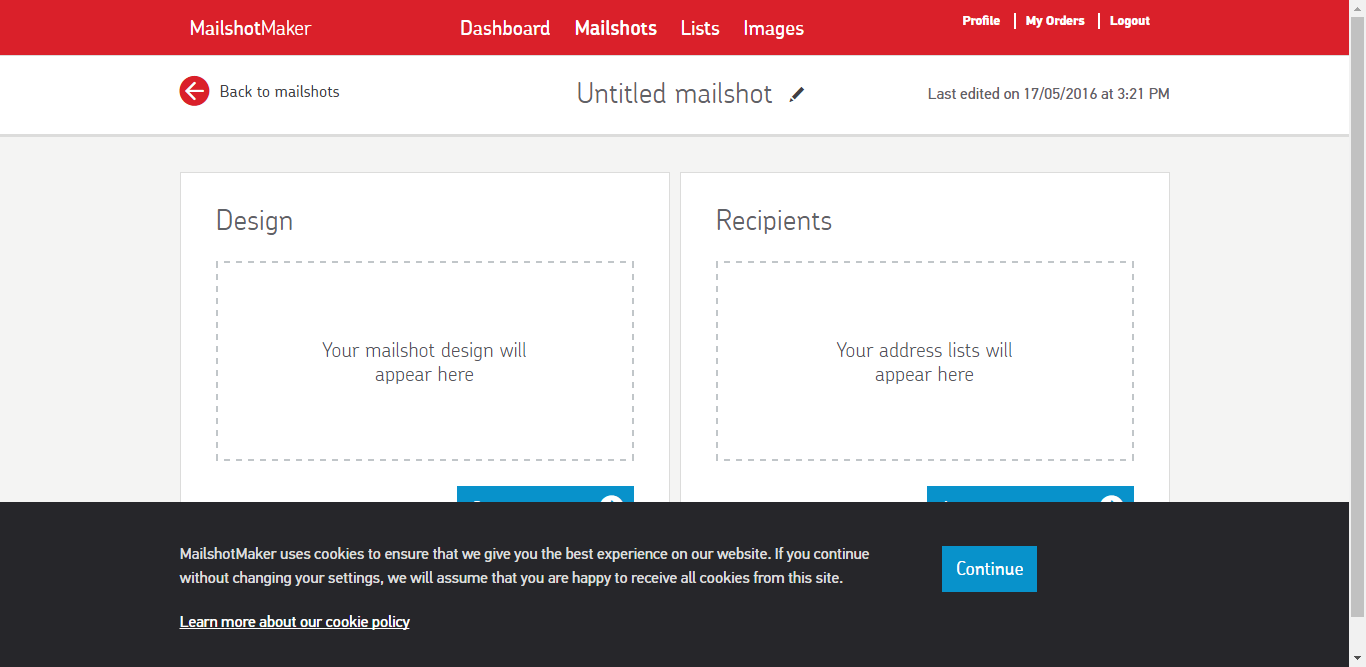 MailshotMaker
Dashboard Mailshots Lists Images
Profile My Orders Logout
Back to mailshots
Untitled mailshot
Last edited on 17/05/2016 at 3:21 PM
Design
Your mailshot design will
appear here
Recipients
Your address lists will
appear here
MailshotMaker uses cookies to ensure that we give you the best experience on our website. If you continue
without changing your settings, we will assume that you are happy to receive all cookies from this site.
Learn more about our cookie policy
Continue